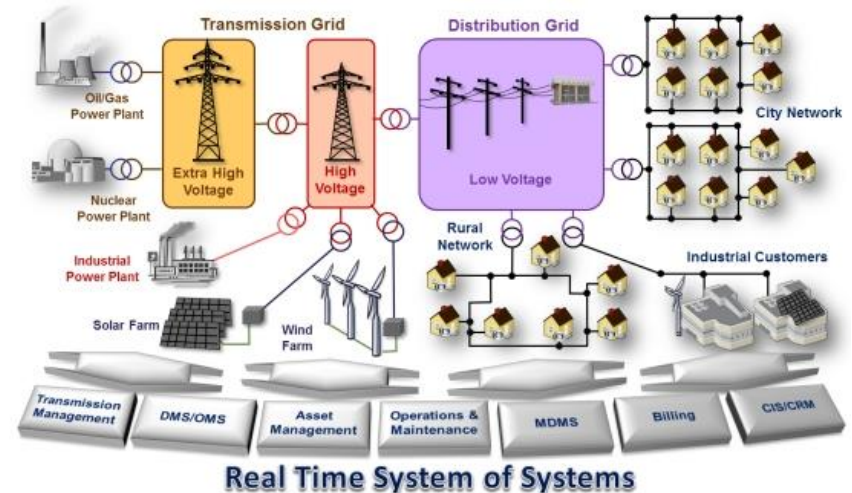 Transmission Grid
Distribution Grid
Oil/Gas
Power Plant
Extra High
Voltage
High
Voltage
Low Voltage
City Network
Nuclear
Power Plant
Industrial
Power Plant
Rural
Network
Industrial Customers
Solar Farm
Wind
Farm
Transmission
Management
DMS/OMS
Asset
Management
Operations &
Maintenance
MDMS
Billing
CIS/CRM
Real Time System of Systems